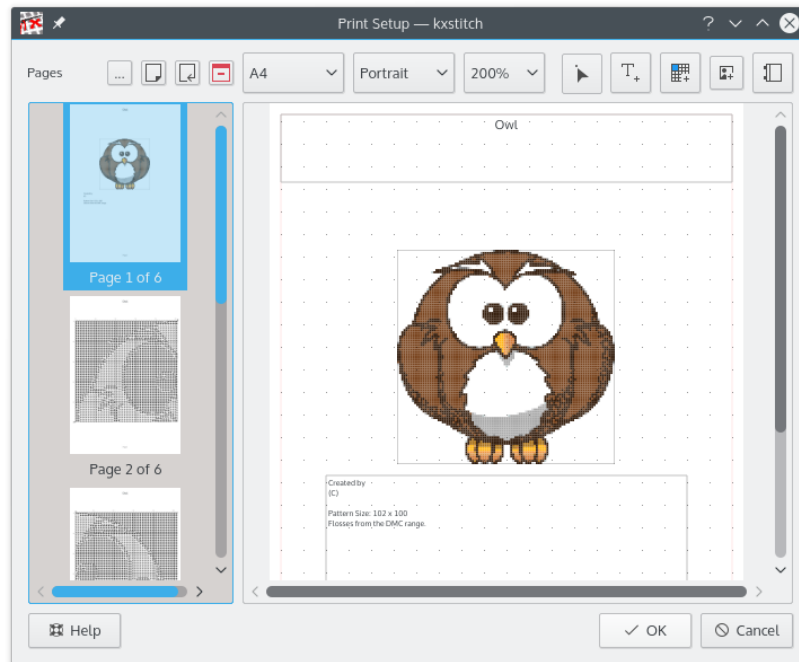 Print Setup — kxstitch
Pages
...
A4
Portrait
200%
T+
Page 1 of 6
Page 2 of 6
Owl
Created by
(C)
Pattern Size: 102 x 100
Flosses from the DMC range.
Help
OK
Cancel